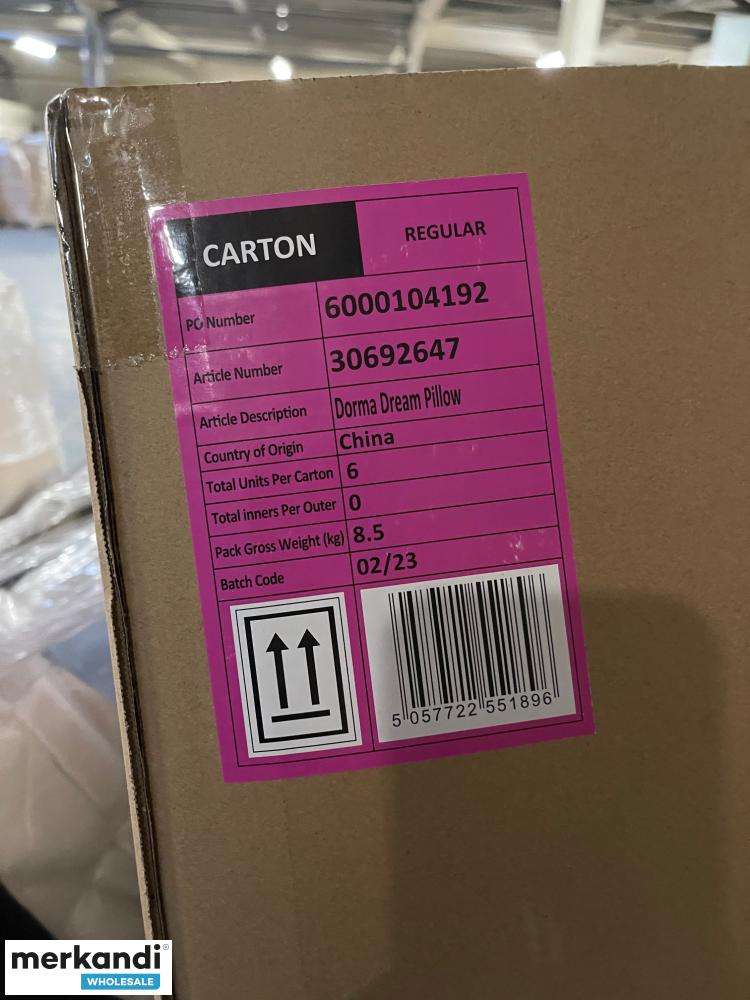 CARTON REGULAR
PO Number 6000104192
Article Number 30692647
Article Description Dorma Dream Pillow
Country of Origin China
Total Units Per Carton 6
Total inners Per Outer 0
Pack Gross Weight (kg) 8.5
Batch Code 02/23
5 057722 551896
merkandi®
WHOLESALE